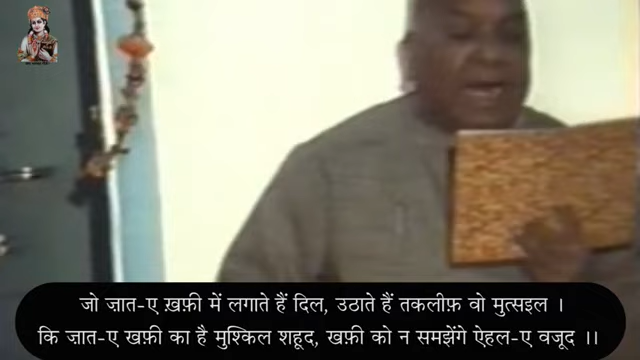 जो ज़ात-ए ख़फ़ी में लगाते हैं दिल, उठाते हैं तकलीफ़ वो मुत्सइल ।
कि ज़ात-ए ख़फ़ी का है मुश्किल शहूद, ख़फ़ी को न समझेंगे ऐहल-ए वजूद ।।